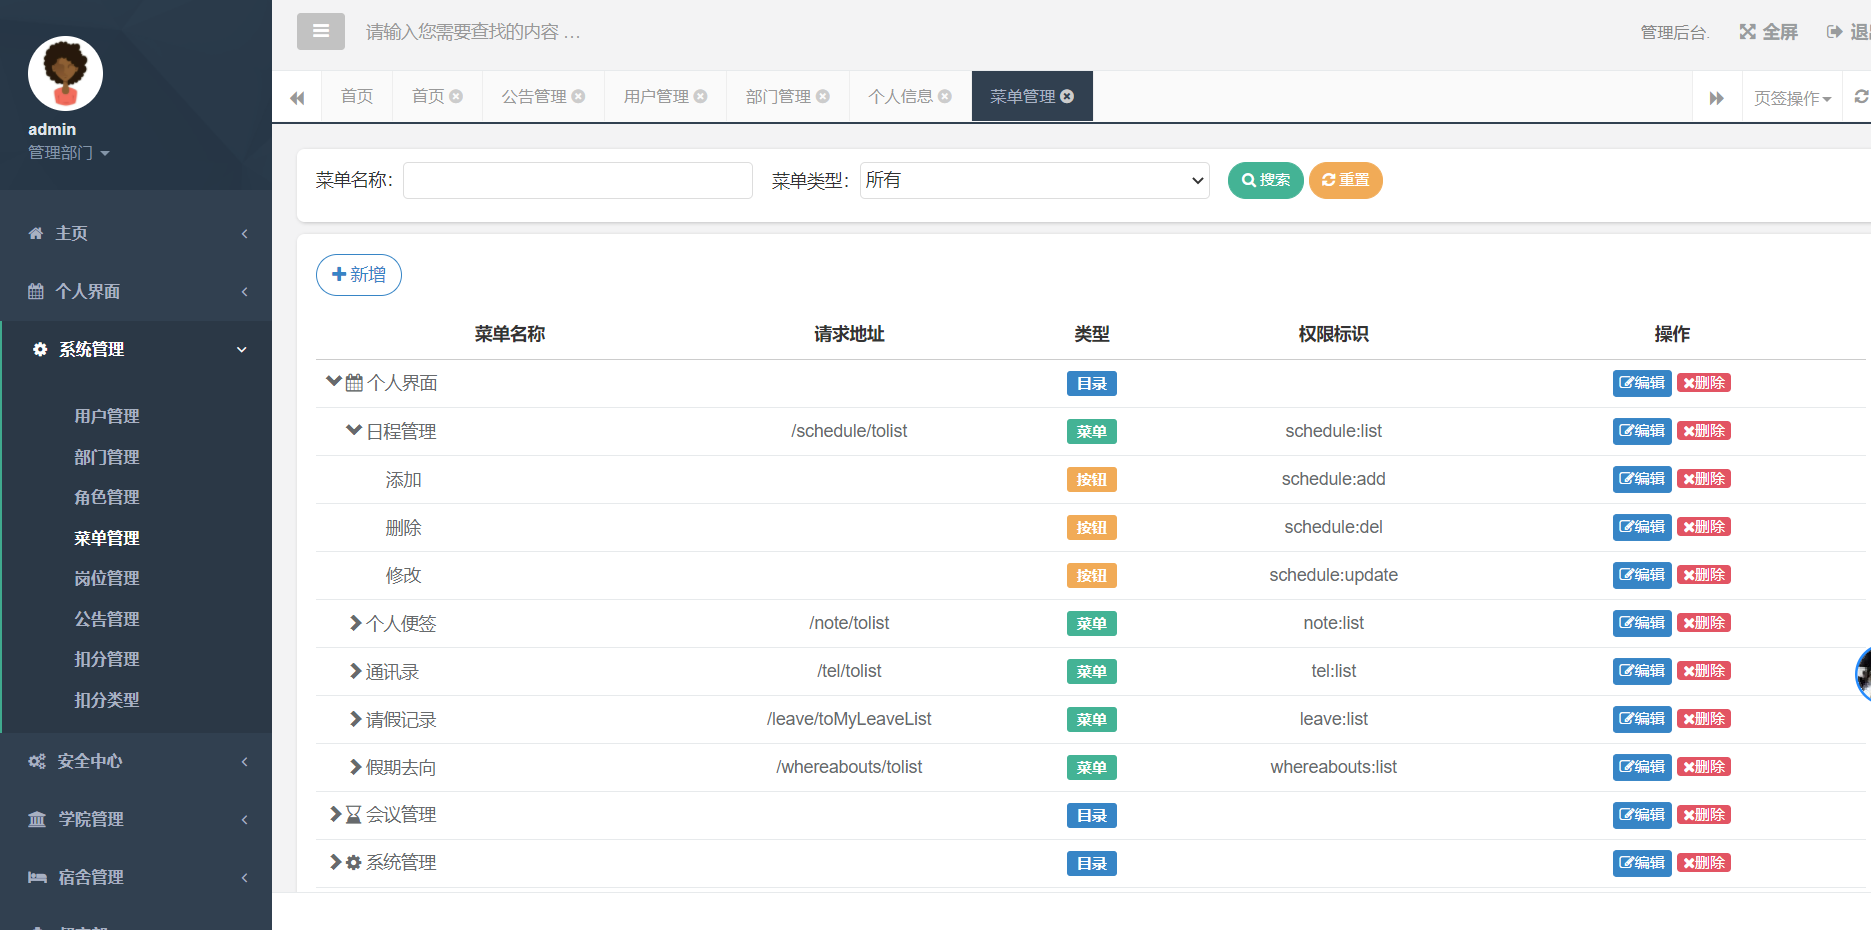 请输入您需要查找的内容 …
管理后台.
全屏
admin
管理部门
首页
首页
公告管理
用户管理
部门管理
个人信息
菜单管理
页签操作
主页
个人界面
系统管理
用户管理
部门管理
角色管理
菜单管理
岗位管理
公告管理
扣分管理
扣分类型
安全中心
学院管理
宿舍管理
菜单名称：
菜单类型： 所有
搜索
重置
新增
菜单名称 请求地址 类型 权限标识 操作
个人界面 目录 编辑 删除
日程管理 /schedule/tolist 菜单 schedule:list 编辑 删除
添加 按钮 schedule:add 编辑 删除
删除 按钮 schedule:del 编辑 删除
修改 按钮 schedule:update 编辑 删除
个人便签 /note/tolist 菜单 note:list 编辑 删除
通讯录 /tel/tolist 菜单 tel:list 编辑 删除
请假记录 /leave/toMyLeaveList 菜单 leave:list 编辑 删除
假期去向 /whereabouts/tolist 菜单 whereabouts:list 编辑 删除
会议管理 目录 编辑 删除
系统管理 目录 编辑 删除